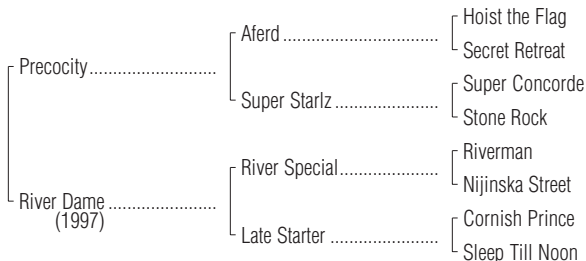 Hoist the Flag
Aferd
Secret Retreat
Precocity
Super Concorde
Super Starlz
Stone Rock
Riverman
River Special
Nijinska Street
River Dame
(1997)
Cornish Prince
Late Starter
Sleep Till Noon